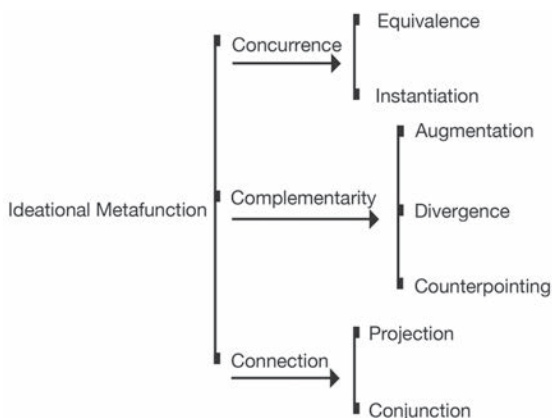 Equivalence
Concurrence
Instantiation
Augmentation
Complementarity
Ideational Metafunction
Divergence
Counterpointing
Projection
Connection
Conjunction